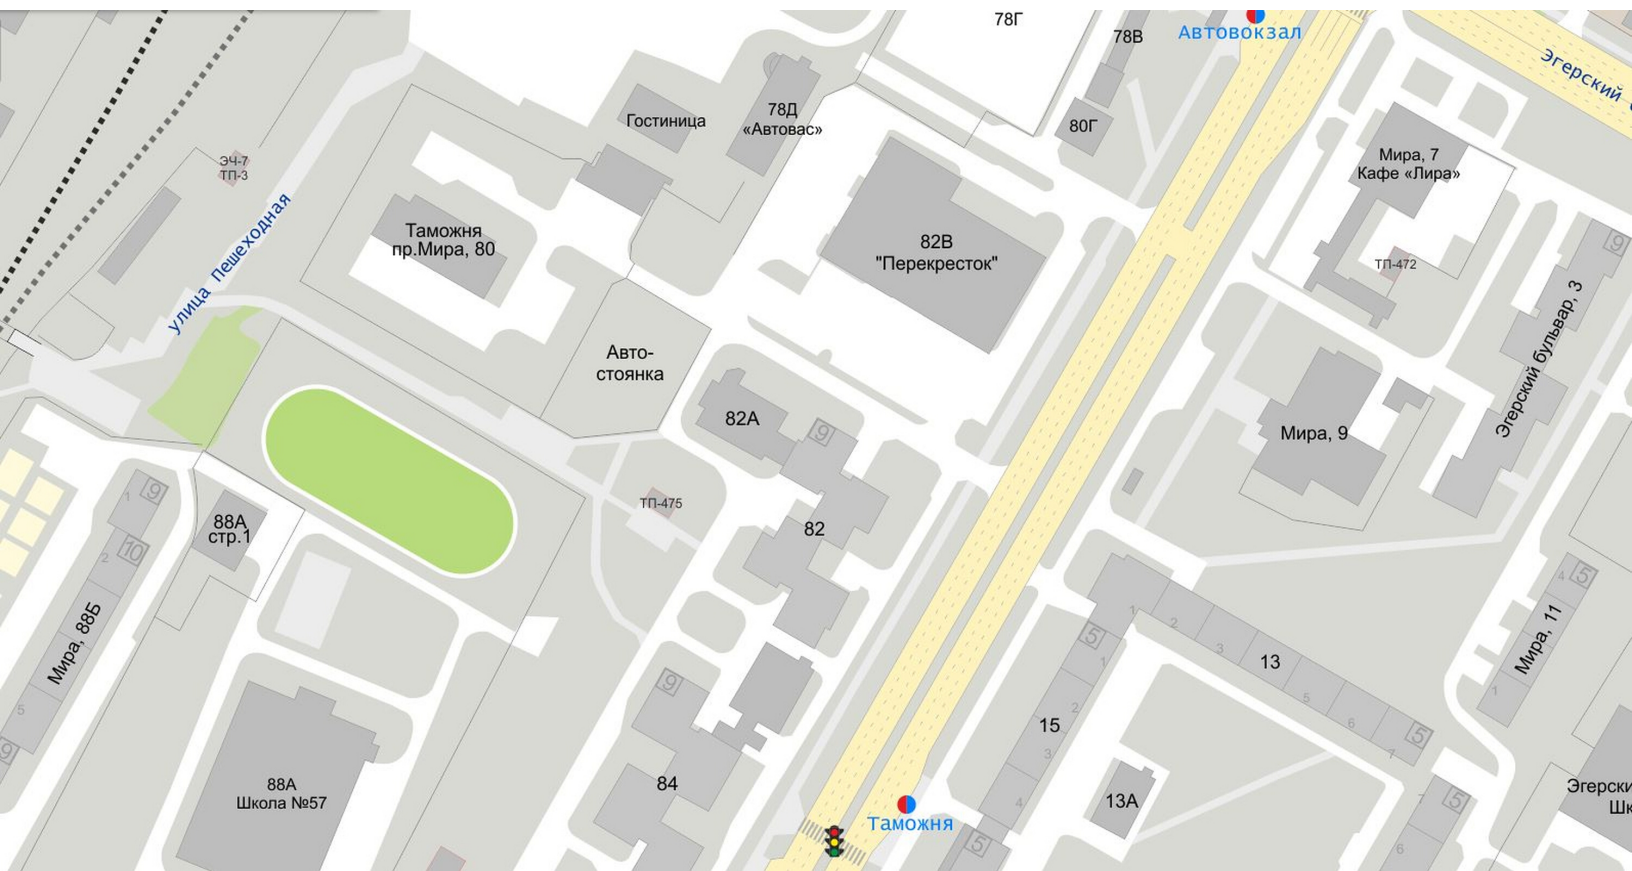 78Г
78В
Автовокзал
Эгерский
Гостиница
78Д
«Автовас»
80Г
ЭЧ-7
ТП-3
Мира, 7
Кафе «Лира»
улица Пешеходная
Таможня
пр.Мира, 80
82В
"Перекресток"
ТП-472
9
Эгерский бульвар, 3
Авто-
стоянка
82А
9
Мира, 9
1
9
ТП-475
88А
стр.1
82
2
10
4
5
Мира, 88Б
Мира, 11
1
5
1
2
3
13
5
6
7
5
1
5
9
9
2
15
3
4
84
88А
Школа №57
13А
Таможня
5
7
5
6
Эгерски
Шк